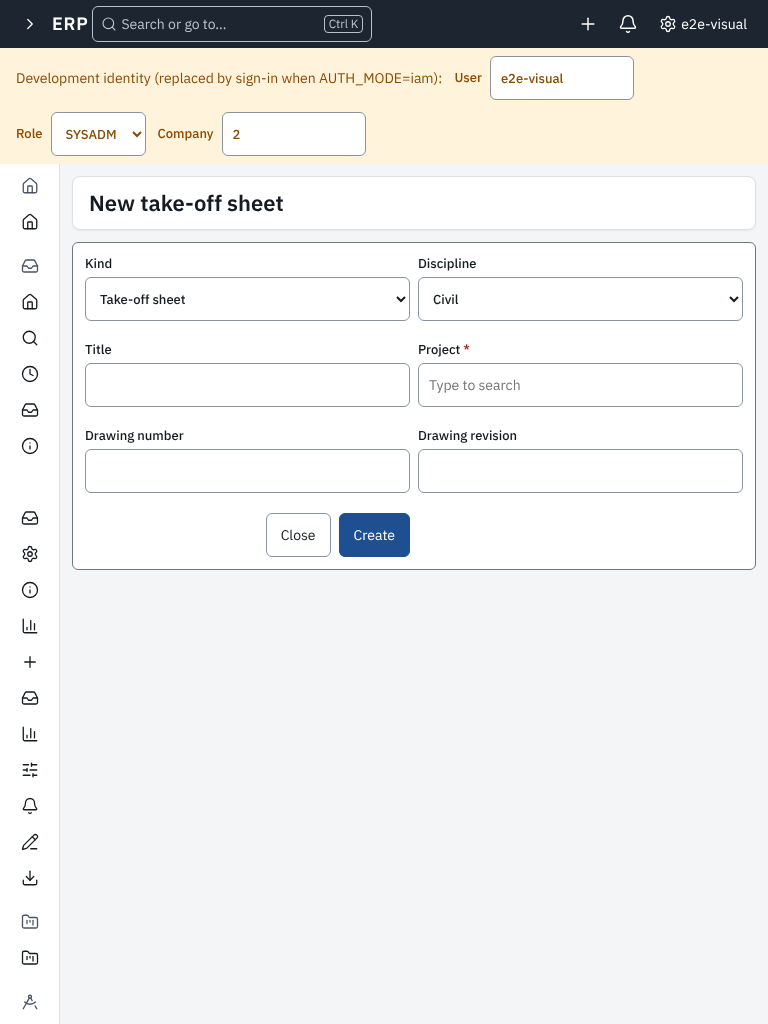 ERP Search or go to... Ctrl K e2e-visual
Development identity (replaced by sign-in when AUTH_MODE=iam): User e2e-visual
Role SYSADM Company 2
New take-off sheet
Kind Discipline
Take-off sheet Civil
Title Project *
Type to search
Drawing number Drawing revision
Close Create